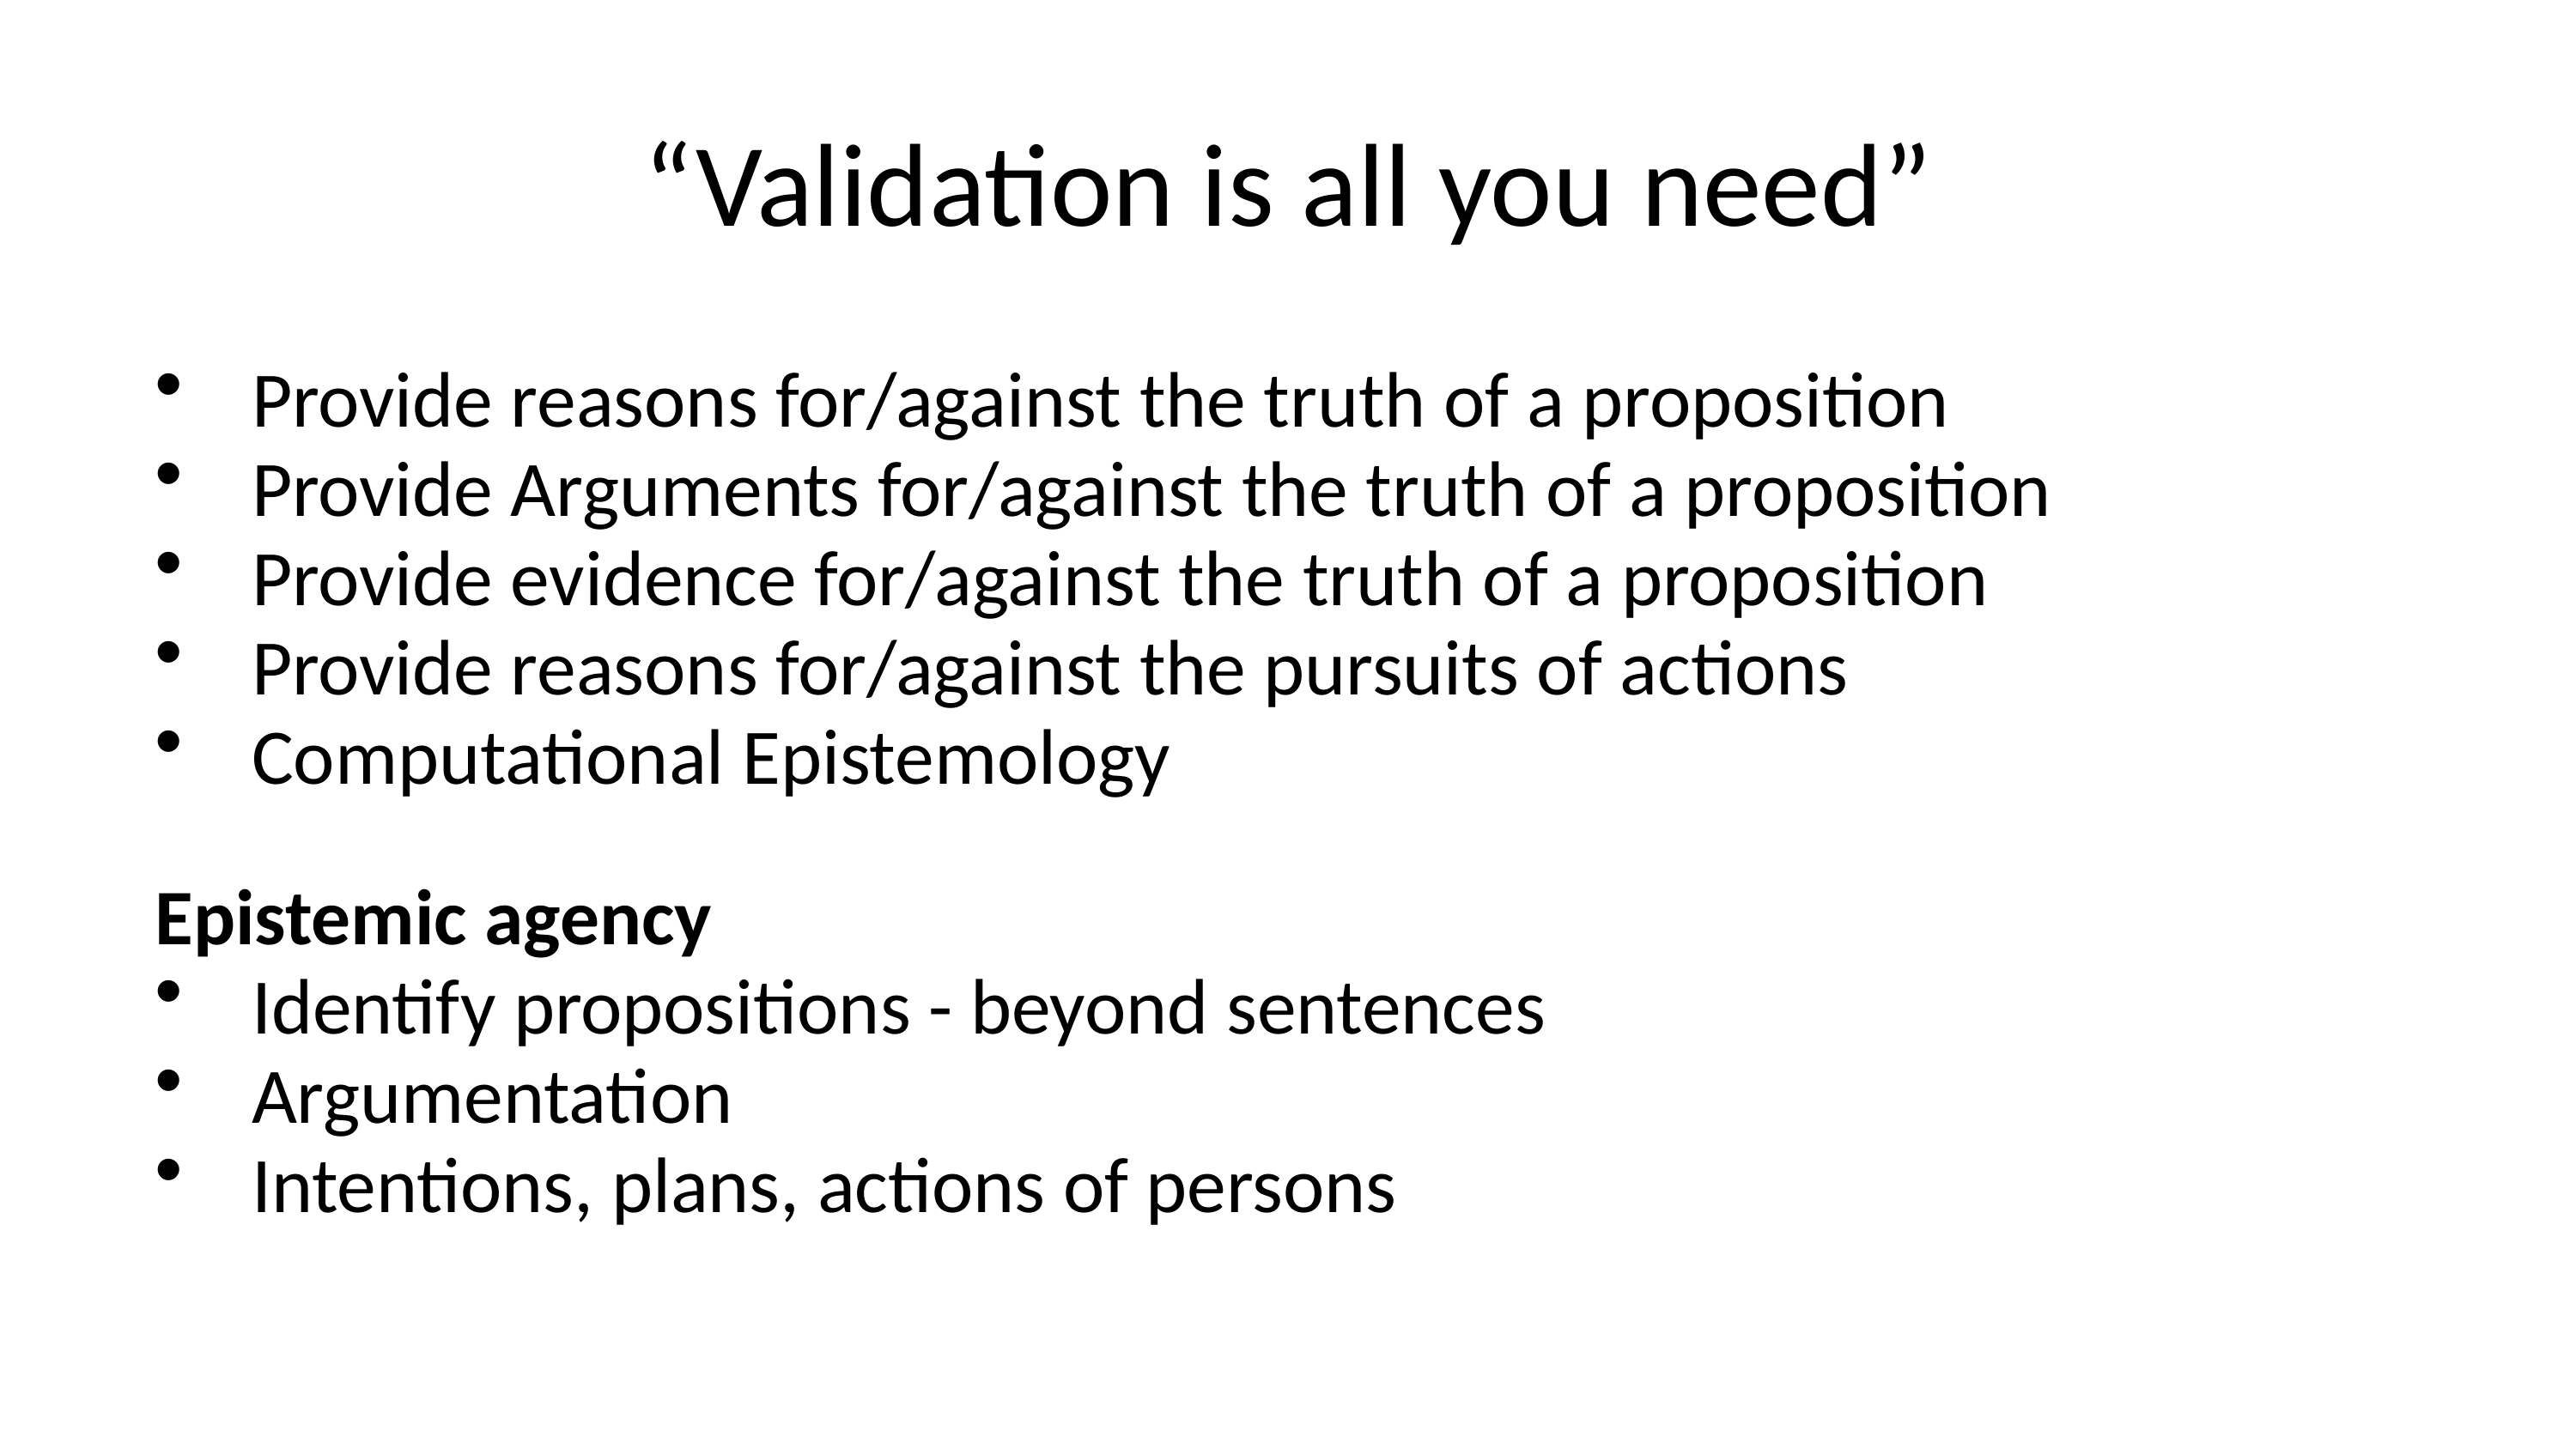 “Validation is all you need”
• Provide reasons for/against the truth of a proposition
• Provide Arguments for/against the truth of a proposition
• Provide evidence for/against the truth of a proposition
• Provide reasons for/against the pursuits of actions
• Computational Epistemology
Epistemic agency
• Identify propositions - beyond sentences
• Argumentation
• Intentions, plans, actions of persons